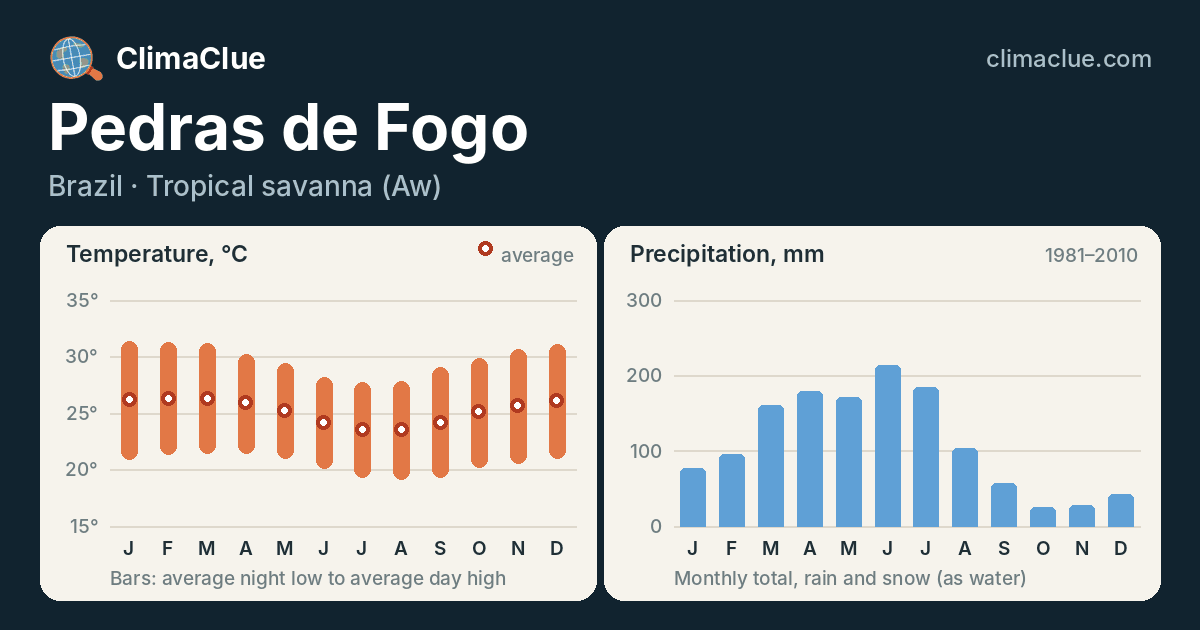 ClimaClue
climaclue.com
Pedras de Fogo
Brazil · Tropical savanna (Aw)
Temperature, °C
average
35°
30°
25°
20°
15°
J F M A M J J A S O N D
Bars: average night low to average day high
Precipitation, mm
1981–2010
300
200
100
0
J F M A M J J A S O N D
Monthly total, rain and snow (as water)